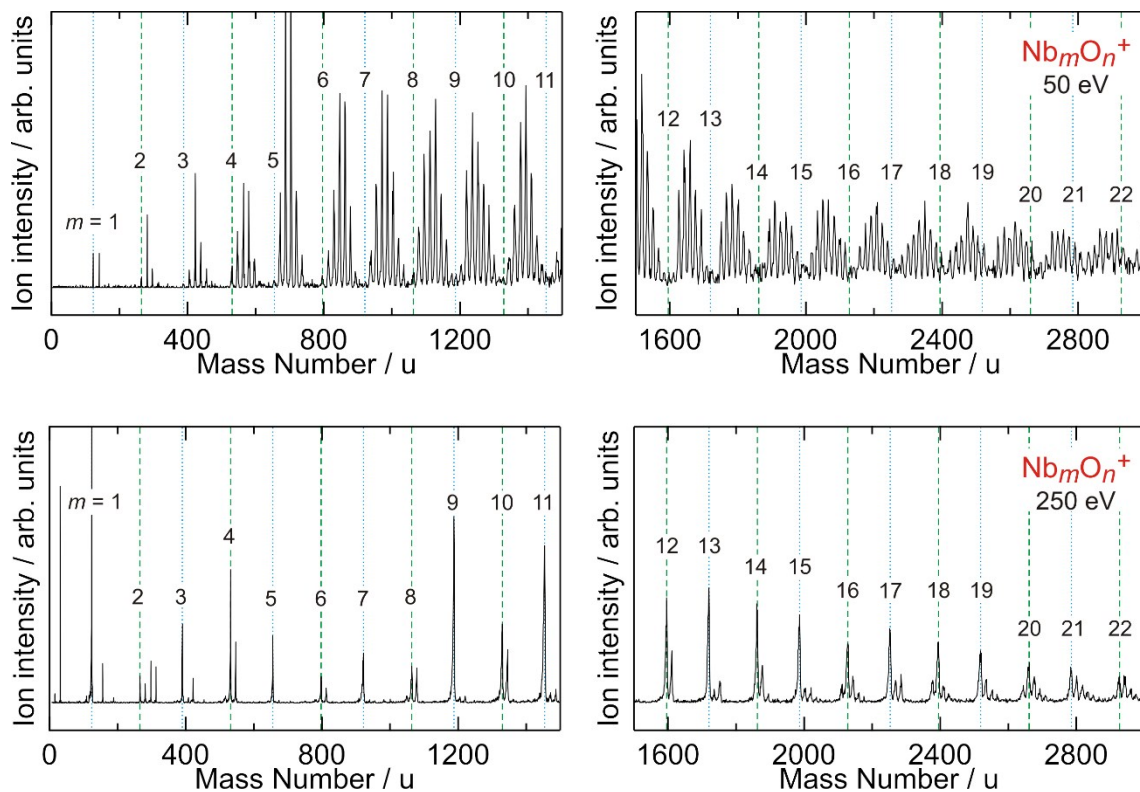 Ion intensity / arb. units
m = 1
2
3
4
5
6
7
8
9
10
11
0 400 800 1200
Mass Number / u
Ion intensity / arb. units
12
13
14
15
16
17
18
19
20
21
22
NbmOn+
50 eV
1600 2000 2400 2800
Mass Number / u
Ion intensity / arb. units
m = 1
2
3
4
5
6
7
8
9
10
11
0 400 800 1200
Mass Number / u
Ion intensity / arb. units
12
13
14
15
16
17
18
19
20
21
22
NbmOn+
250 eV
1600 2000 2400 2800
Mass Number / u